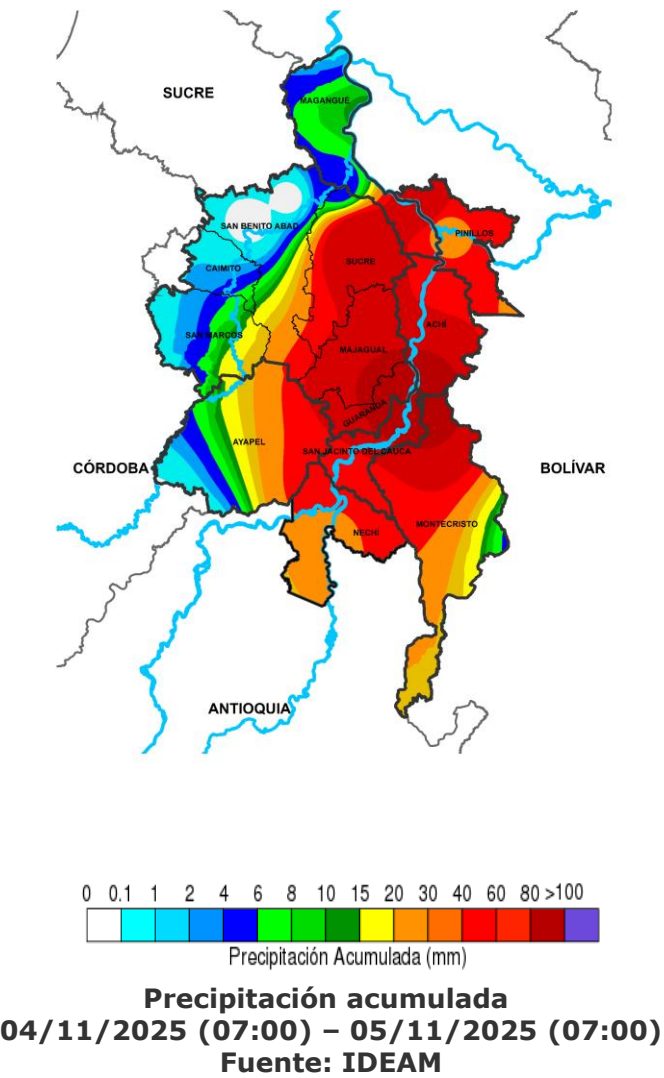 SUCRE
MAGANGUÉ
SAN BENITO ABAD
PINILLOS
CAIMITO
SUCRE
SAN MARCOS
ACHÍ
MAJAGUAL
GUARANDA
AYAPEL
SAN JACINTO DEL CAUCA
CÓRDOBA
BOLÍVAR
MONTECRISTO
NECHÍ
ANTIOQUIA
0 0.1 1 2 4 6 8 10 15 20 30 40 60 80 >100
Precipitación Acumulada (mm)
Precipitación acumulada
04/11/2025 (07:00) – 05/11/2025 (07:00)
Fuente: IDEAM